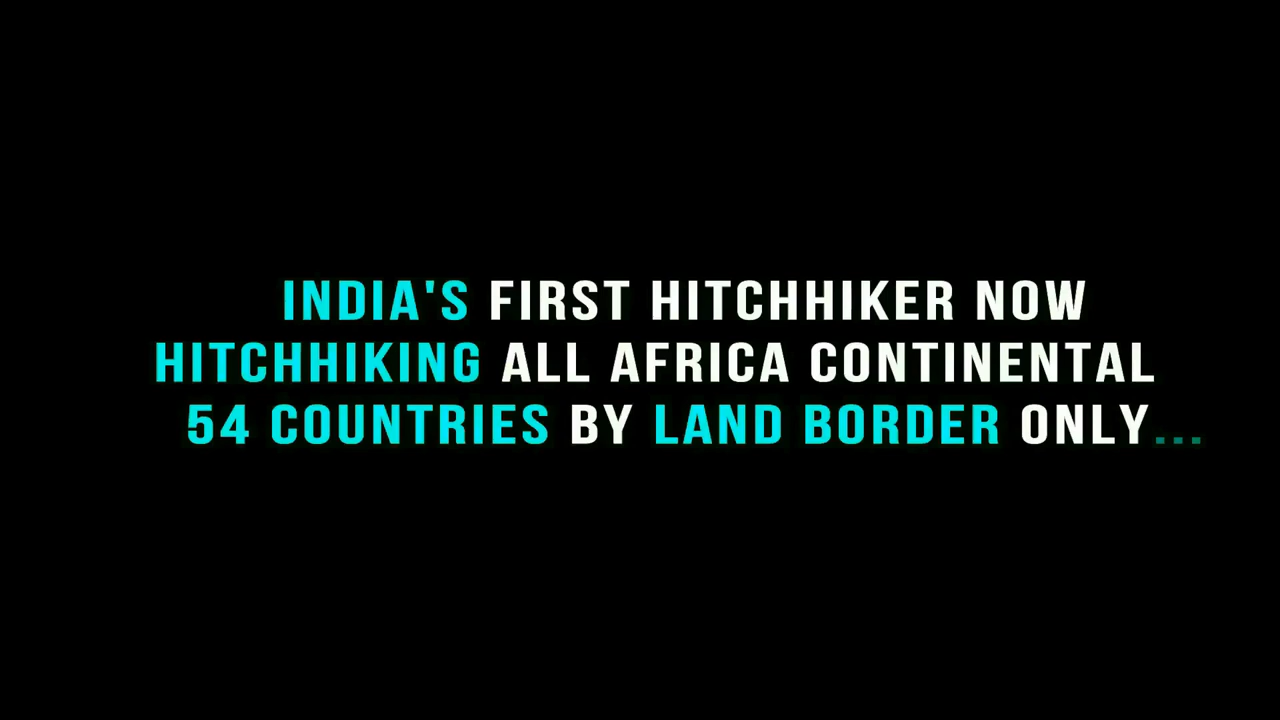 INDIA'S FIRST HITCHHIKER NOW
HITCHHIKING ALL AFRICA CONTINENTAL
54 COUNTRIES BY LAND BORDER ONLY...